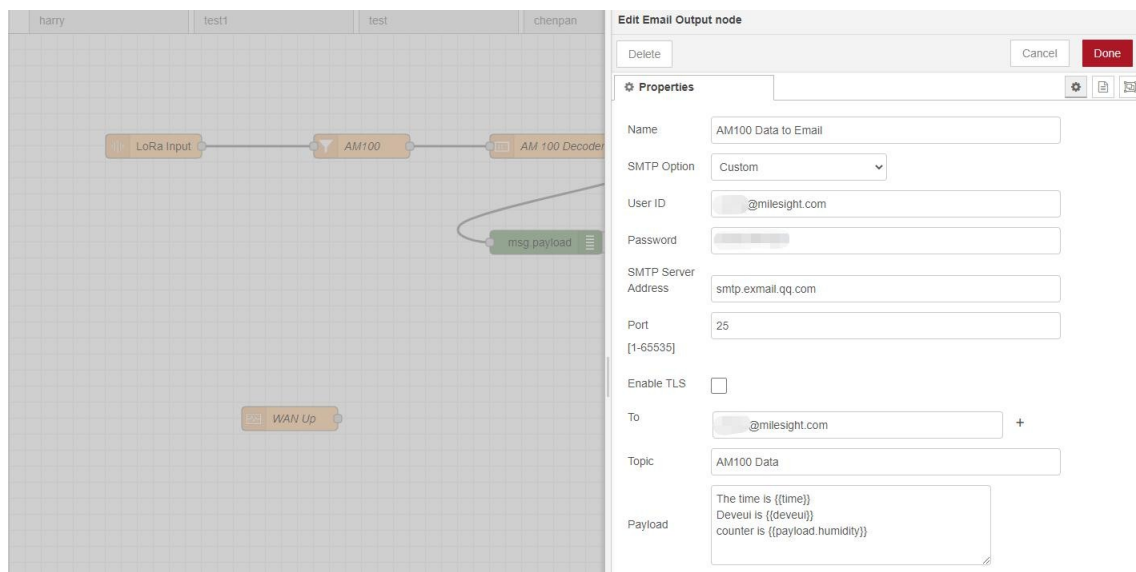 harry
test1
test
chenpan
LoRa Input
AM100
AM 100 Decoder
msg.payload
WAN Up
Edit Email Output node
Delete
Cancel
Done
Properties
Name
AM100 Data to Email
SMTP Option
Custom
User ID
@milesight.com
Password
SMTP Server
Address
smtp.exmail.qq.com
Port
25
[1-65535]
Enable TLS
To
@milesight.com
+
Topic
AM100 Data
Payload
The time is {{time}}
Deveui is {{deveui}}
counter is {{payload.humidity}}